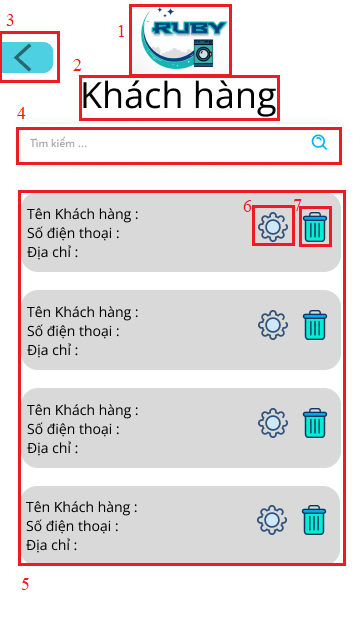 3
1
RUBY
2
Khách hàng
4
Tìm kiếm ...
6
7
Tên Khách hàng :
Số điện thoại :
Địa chỉ :
Tên Khách hàng :
Số điện thoại :
Địa chỉ :
Tên Khách hàng :
Số điện thoại :
Địa chỉ :
Tên Khách hàng :
Số điện thoại :
Địa chỉ :
5